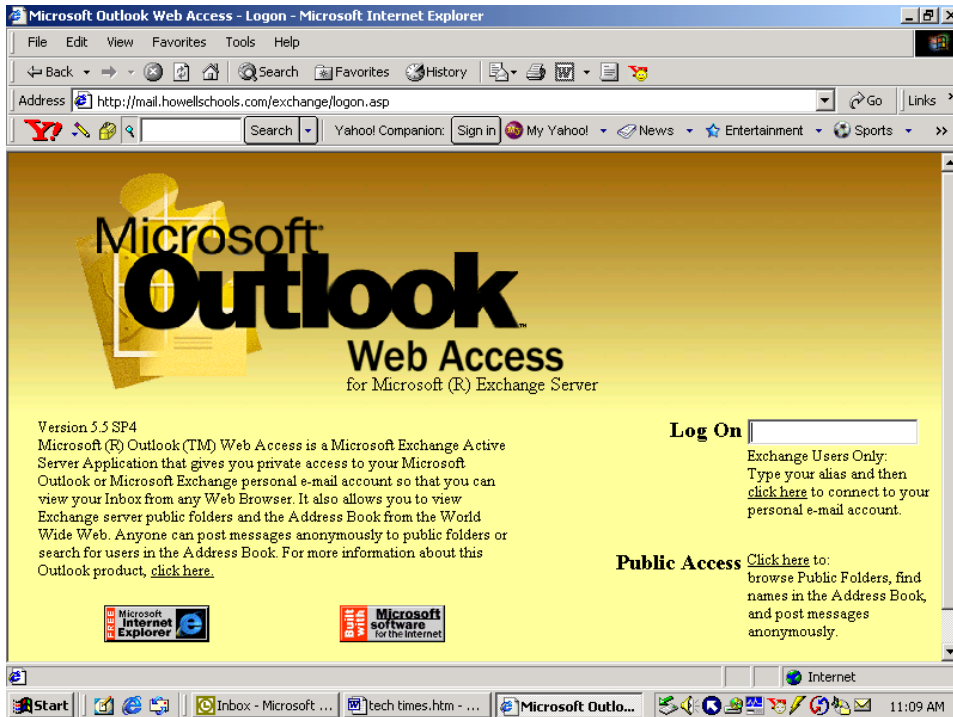 Microsoft Outlook Web Access - Logon - Microsoft Internet Explorer
File Edit View Favorites Tools Help
Back Search Favorites History
Address http://mail.howellschools.com/exchange/logon.asp Go Links »
Y! Search Yahoo! Companion: Sign in My Yahoo! News Entertainment Sports »
Microsoft
Outlook™
Web Access
for Microsoft (R) Exchange Server
Version 5.5 SP4
Microsoft (R) Outlook (TM) Web Access is a Microsoft Exchange Active
Server Application that gives you private access to your Microsoft
Outlook or Microsoft Exchange personal e-mail account so that you can
view your Inbox from any Web Browser. It also allows you to view
Exchange server public folders and the Address Book from the World
Wide Web. Anyone can post messages anonymously to public folders or
search for users in the Address Book. For more information about this
Outlook product, click here.
FREE Microsoft
Internet
Explorer
Built with Microsoft
software
for the Internet
Log On
Exchange Users Only:
Type your alias and then
click here to connect to your
personal e-mail account.
Public Access Click here to:
browse Public Folders, find
names in the Address Book,
and post messages
anonymously.
Internet
Start Inbox - Microsoft ... tech times.htm - ... Microsoft Outlo... 11:09 AM